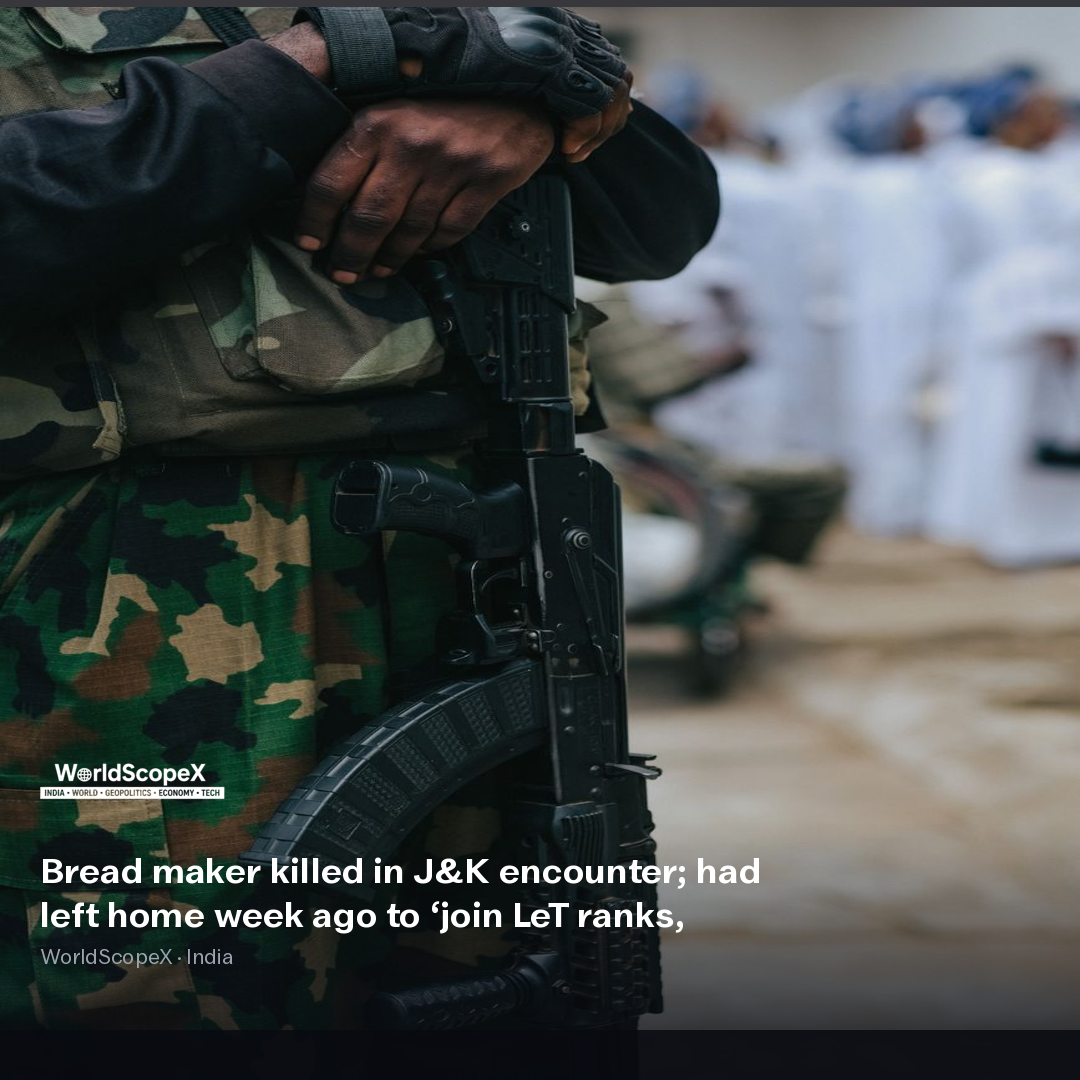 WorldScopeX
INDIA • WORLD • GEOPOLITICS • ECONOMY • TECH
Bread maker killed in J&K encounter; had
left home week ago to ‘join LeT ranks,
WorldScopeX · India